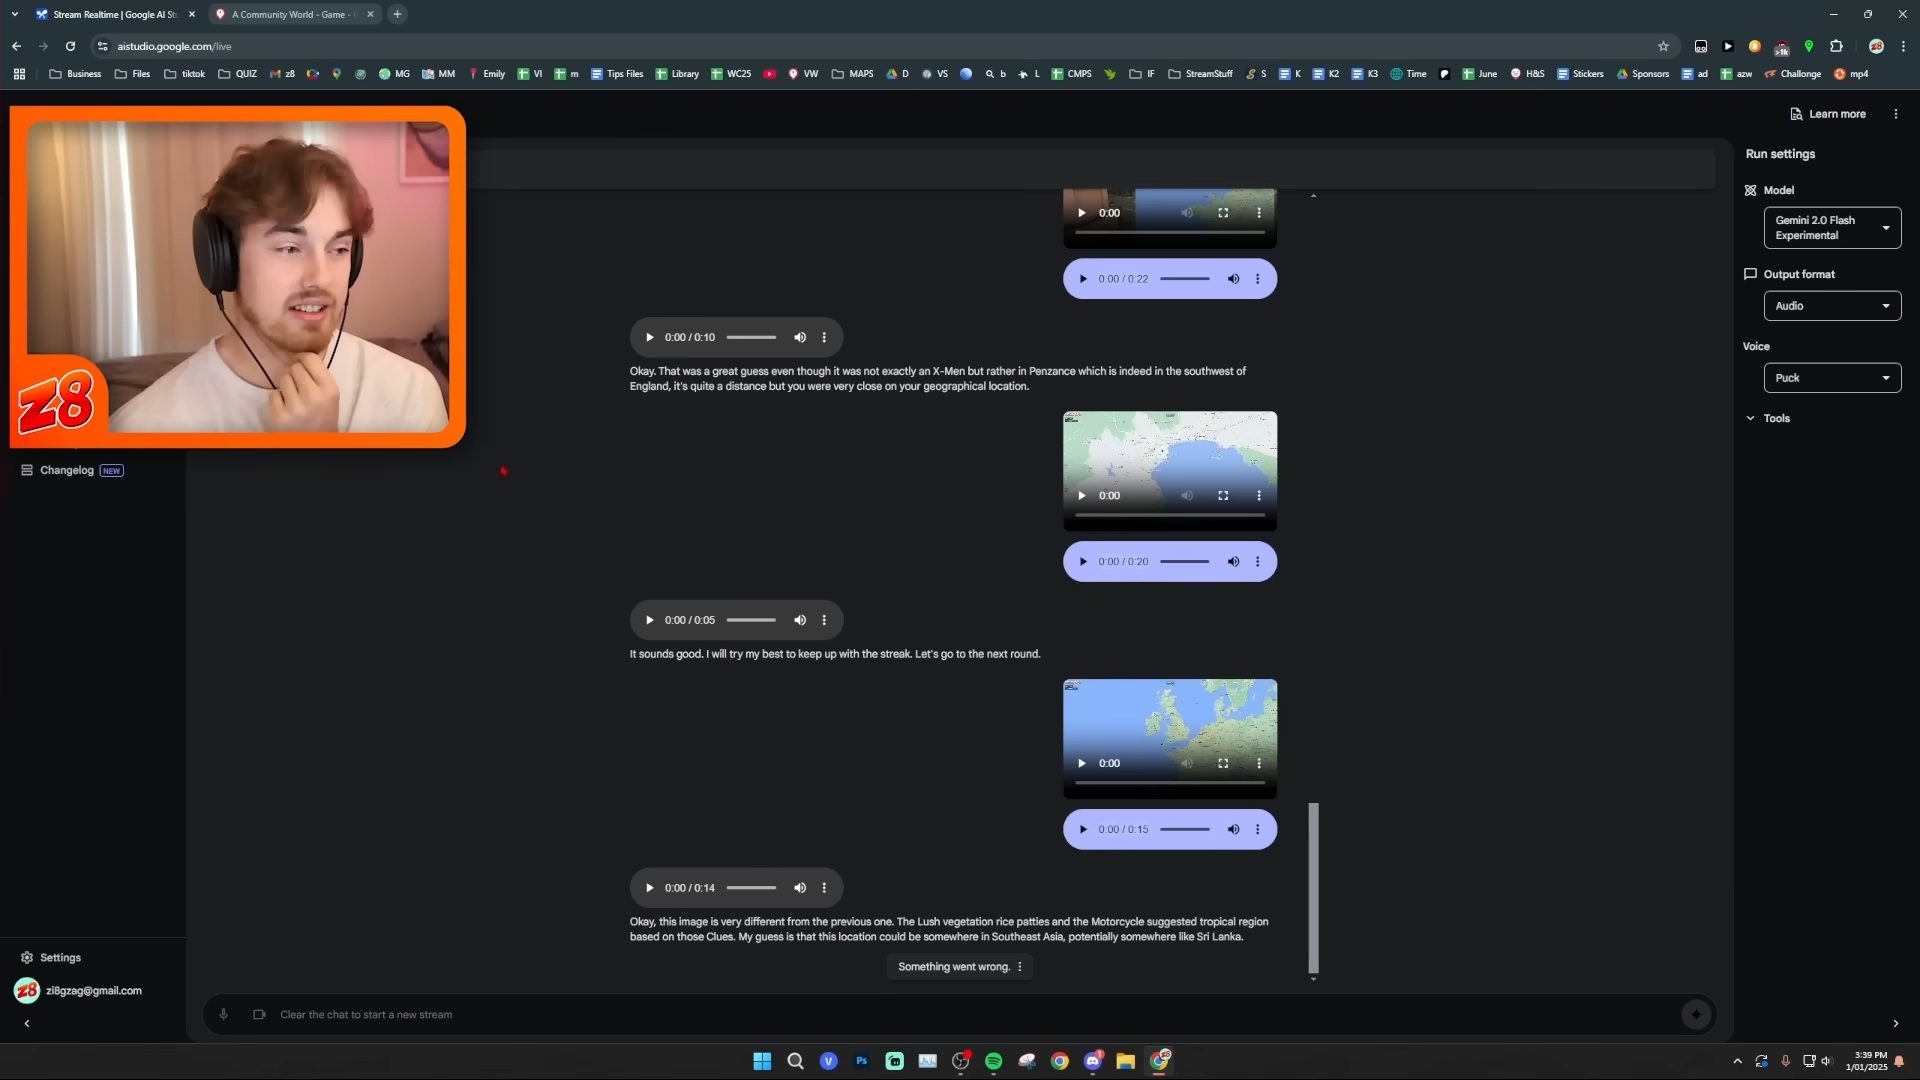 Stream Realtime | Google AI St
A Community World - Game -
aistudio.google.com/live
>1k
z8
Business
Files
tiktok
QUIZ
z8
MG
MM
Emily
VI
m
Tips Files
Library
WC25
VW
MAPS
D
VS
b
L
CMPS
IF
StreamStuff
S
K
K2
K3
Time
June
H&S
Stickers
Sponsors
ad
azw
Challonge
mp4
Learn more
Run settings
Model
Gemini 2.0 Flash
Experimental
Output format
Audio
Voice
Puck
Tools
z8
Changelog NEW
0:00
0:00 / 0:22
0:00 / 0:10
Okay. That was a great guess even though it was not exactly an X-Men but rather in Penzance which is indeed in the southwest of
England, it's quite a distance but you were very close on your geographical location.
0:00
0:00 / 0:20
0:00 / 0:05
It sounds good. I will try my best to keep up with the streak. Let's go to the next round.
0:00
0:00 / 0:15
0:00 / 0:14
Okay, this image is very different from the previous one. The Lush vegetation rice patties and the Motorcycle suggested tropical region
based on those Clues. My guess is that this location could be somewhere in Southeast Asia, potentially somewhere like Sri Lanka.
Something went wrong.
Settings
z8 zi8gzag@gmail.com
Clear the chat to start a new stream
V
Ps
1
z8
3:39 PM
1/01/2025